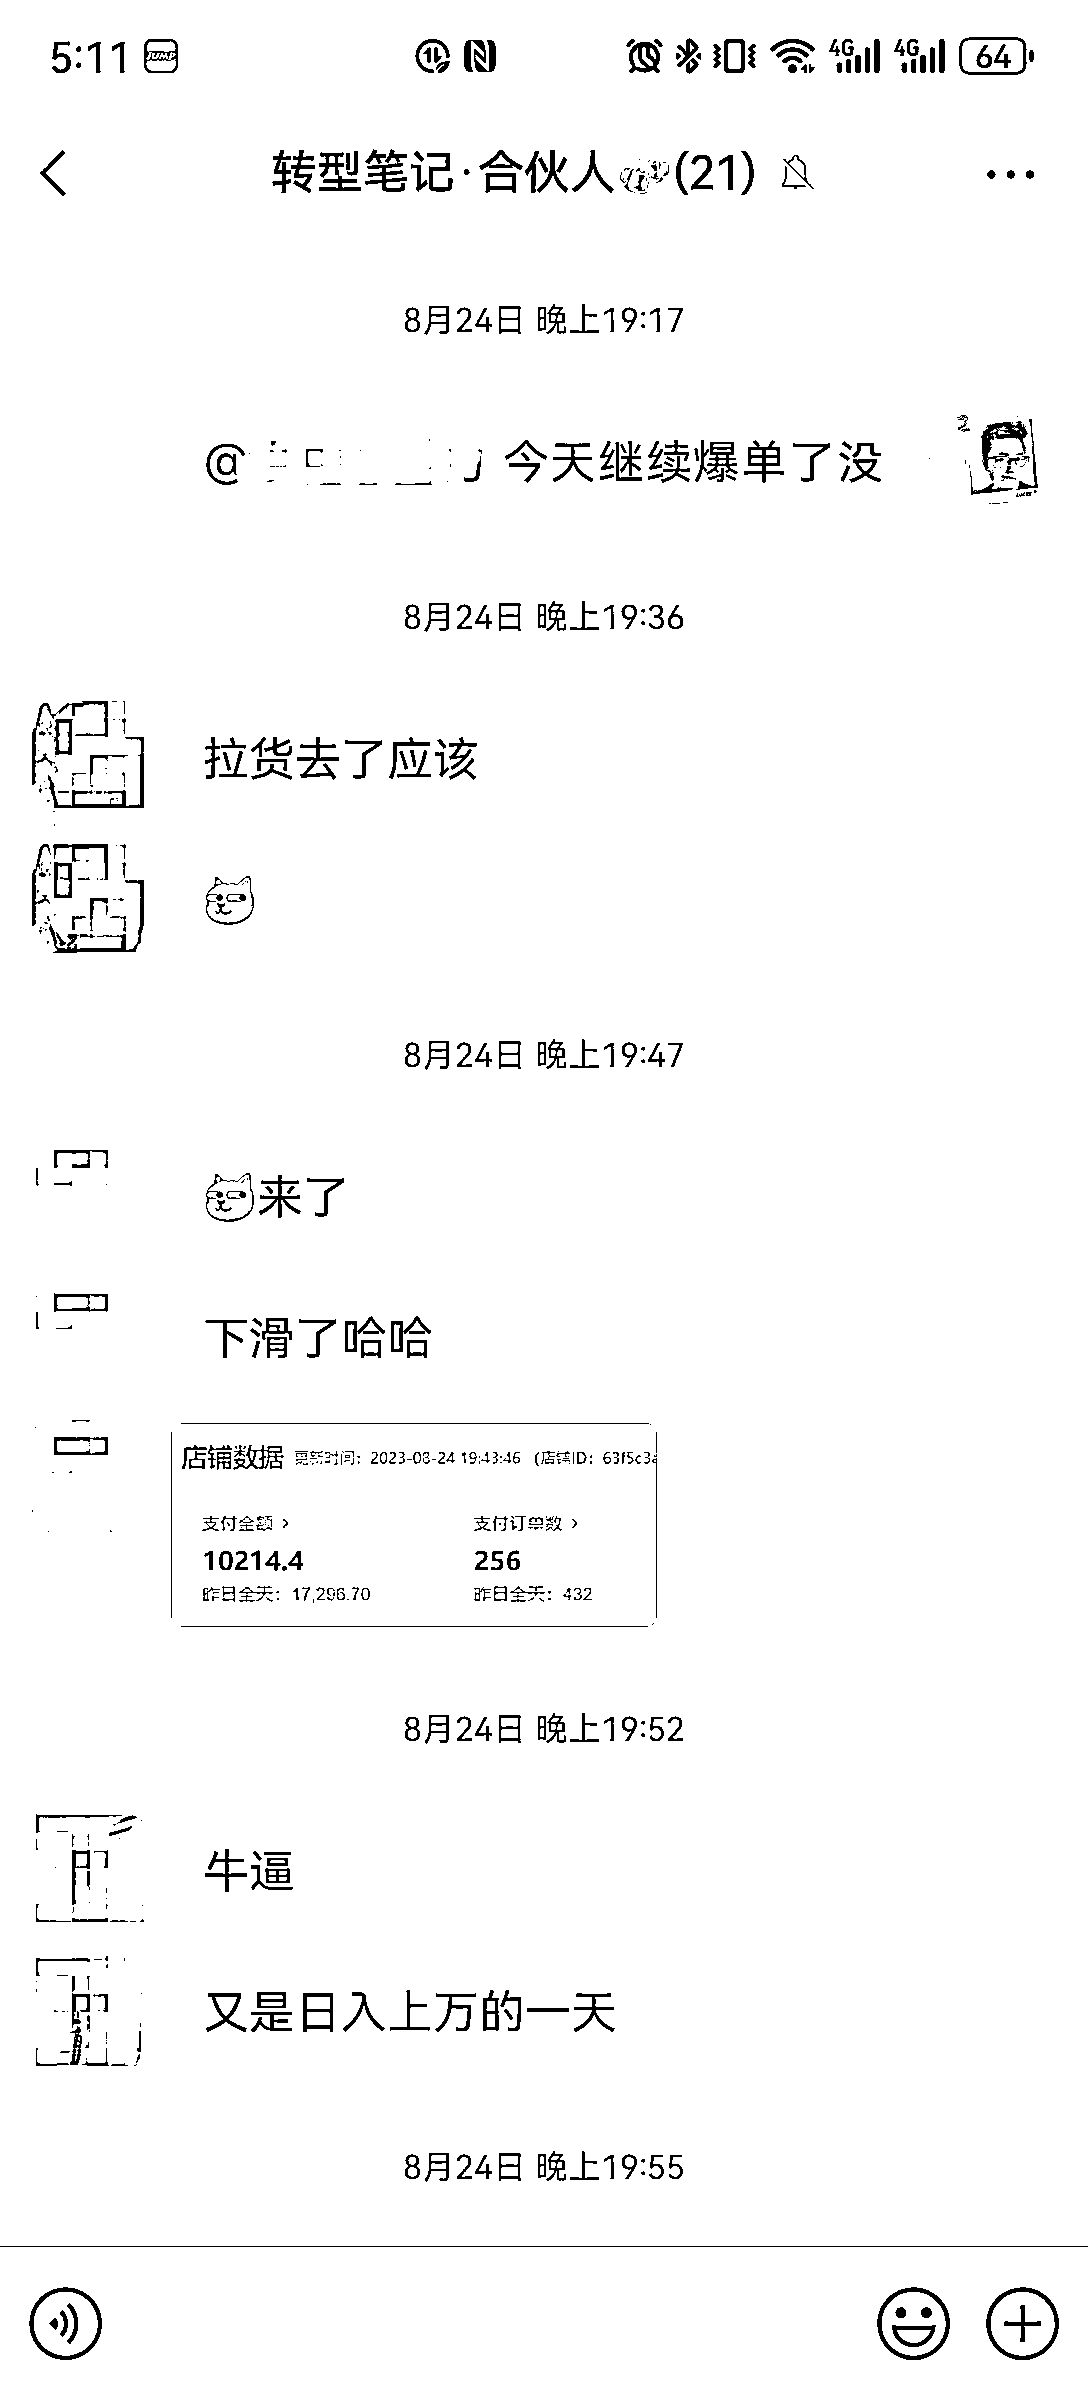 5:11 JUMP 4G 4G 64
转型笔记·合伙人(21)
8月24日 晚上19:17
@ 今天继续爆单了没
8月24日 晚上19:36
拉货去了应该
8月24日 晚上19:47
来了
下滑了哈哈
店铺数据 更新时间：2023-08-24 19:43:46 (店铺ID：63f5c3a
支付金额 > 支付订单数 >
10214.4 256
昨日全天：17,296.70 昨日全天：432
8月24日 晚上19:52
牛逼
又是日入上万的一天
8月24日 晚上19:55